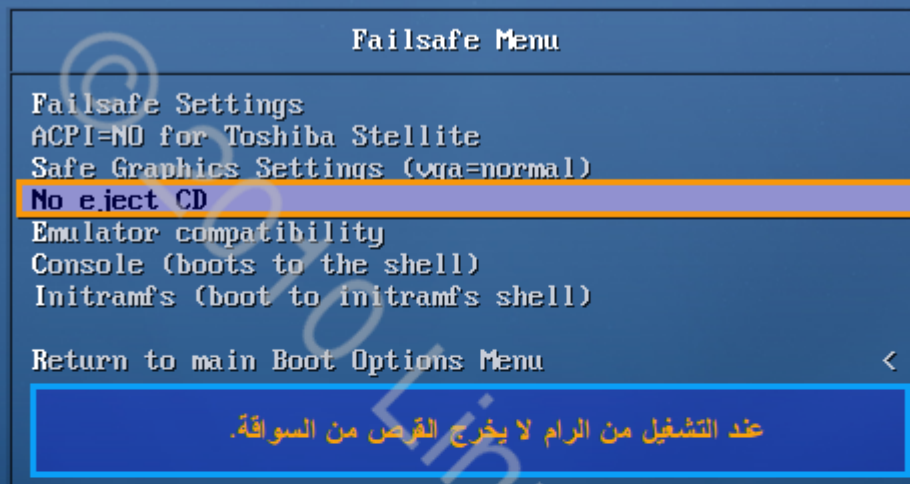 Failsafe Menu
Failsafe Settings
ACPI=NO for Toshiba Stellite
Safe Graphics Settings (vga=normal)
No eject CD
Emulator compatibility
Console (boots to the shell)
Initramfs (boot to initramfs shell)
Return to main Boot Options Menu <
عند التشغيل من الرام لا يخرج القرص من السواقة.
© 2010 Lin